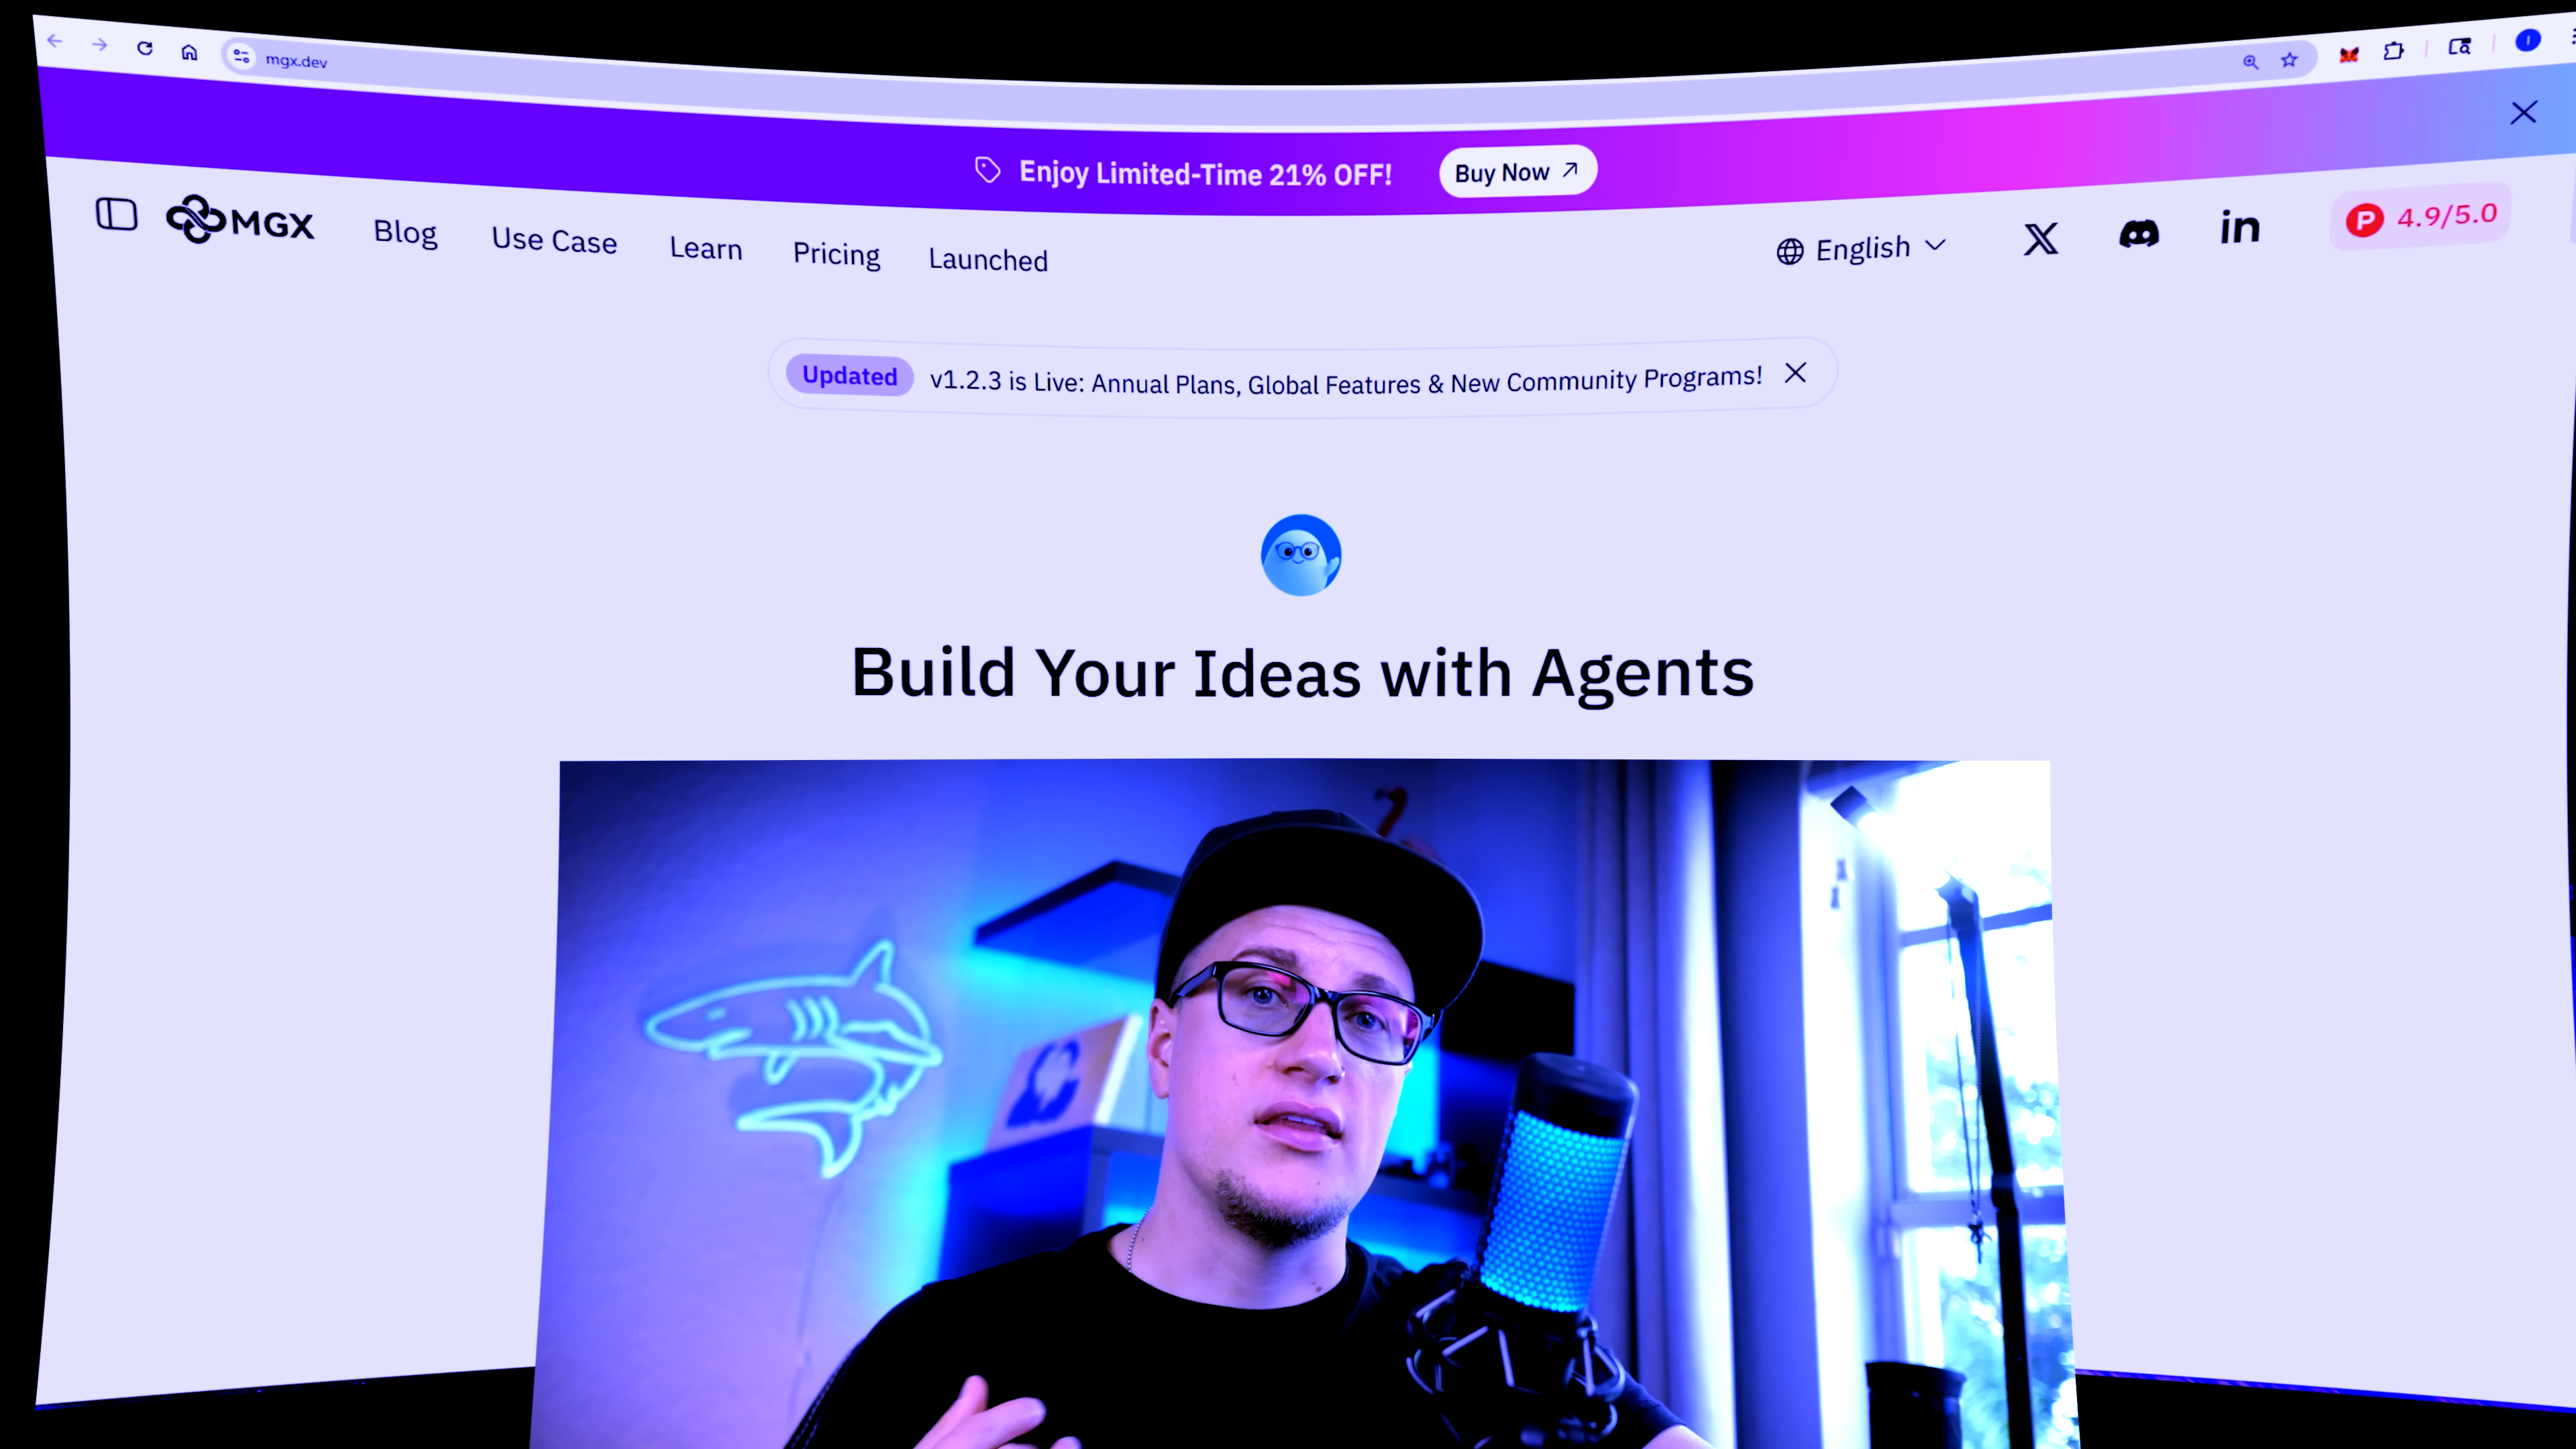 mgx.dev
Enjoy Limited-Time 21% OFF!
Buy Now
MGX
Blog
Use Case
Learn
Pricing
Launched
English
in
P 4.9/5.0
Updated
v1.2.3 is Live: Annual Plans, Global Features & New Community Programs!
Build Your Ideas with Agents